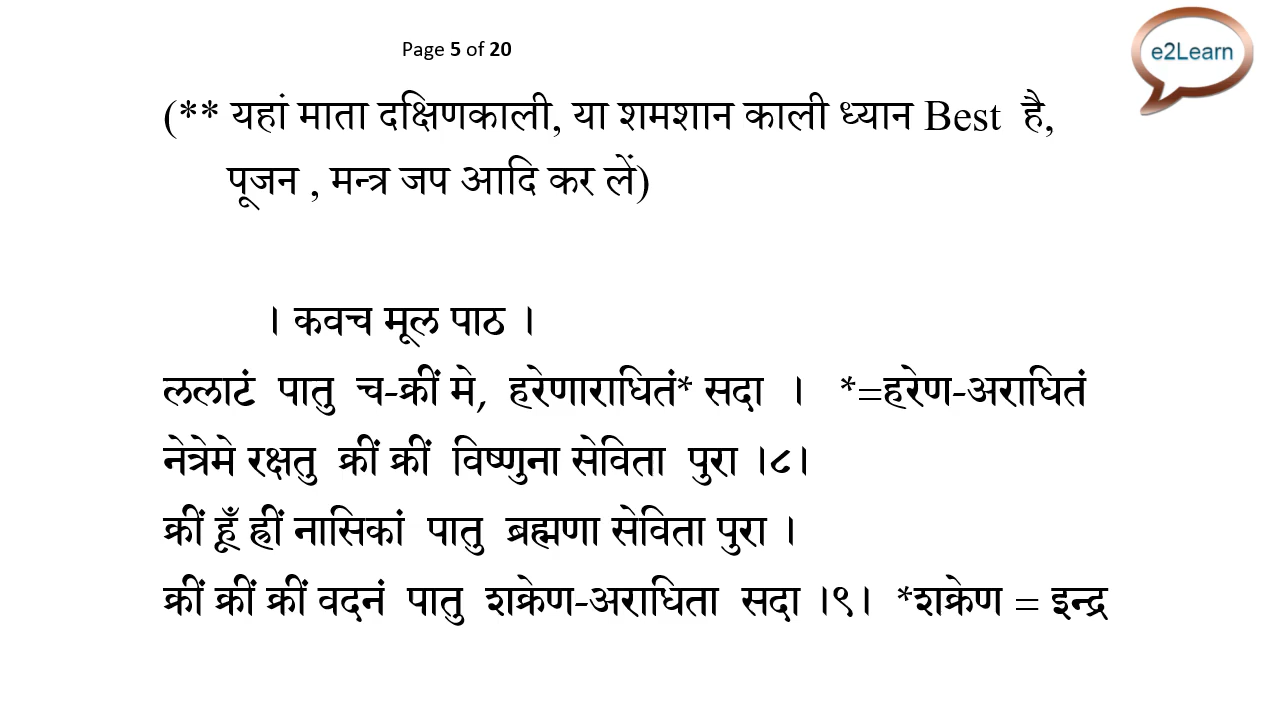 Page 5 of 20
e2Learn
(** यहां माता दक्षिणकाली, या शमशान काली ध्यान Best है,
पूजन , मन्त्र जप आदि कर लें)
। कवच मूल पाठ ।
ललाटं पातु च-क्रीं मे, हरेणाराधितं* सदा । *=हरेण-अराधितं
नेत्रेमे रक्षतु क्रीं क्रीं विष्णुना सेविता पुरा ।८।
क्रीं हूँ ह्रीं नासिकां पातु ब्रह्मणा सेविता पुरा ।
क्रीं क्रीं क्रीं वदनं पातु शक्रेण-अराधिता सदा ।९। *शक्रेण = इन्द्र